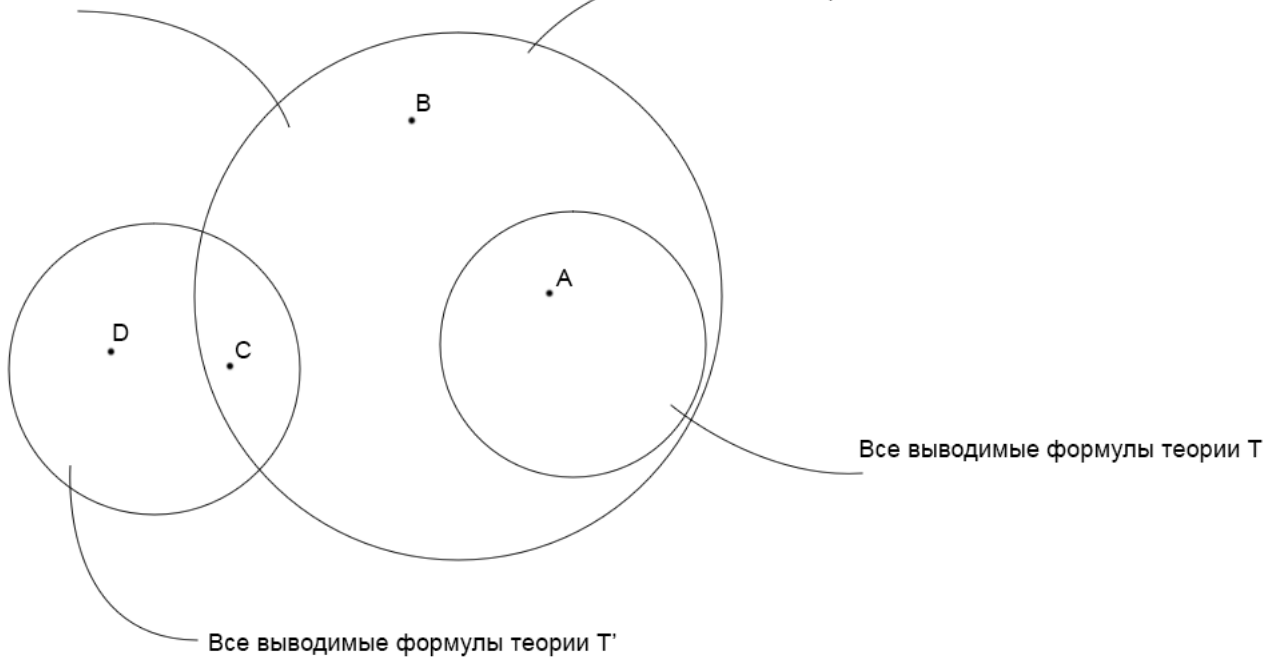 B
A
D
C
Все выводимые формулы теории T
Все выводимые формулы теории T’